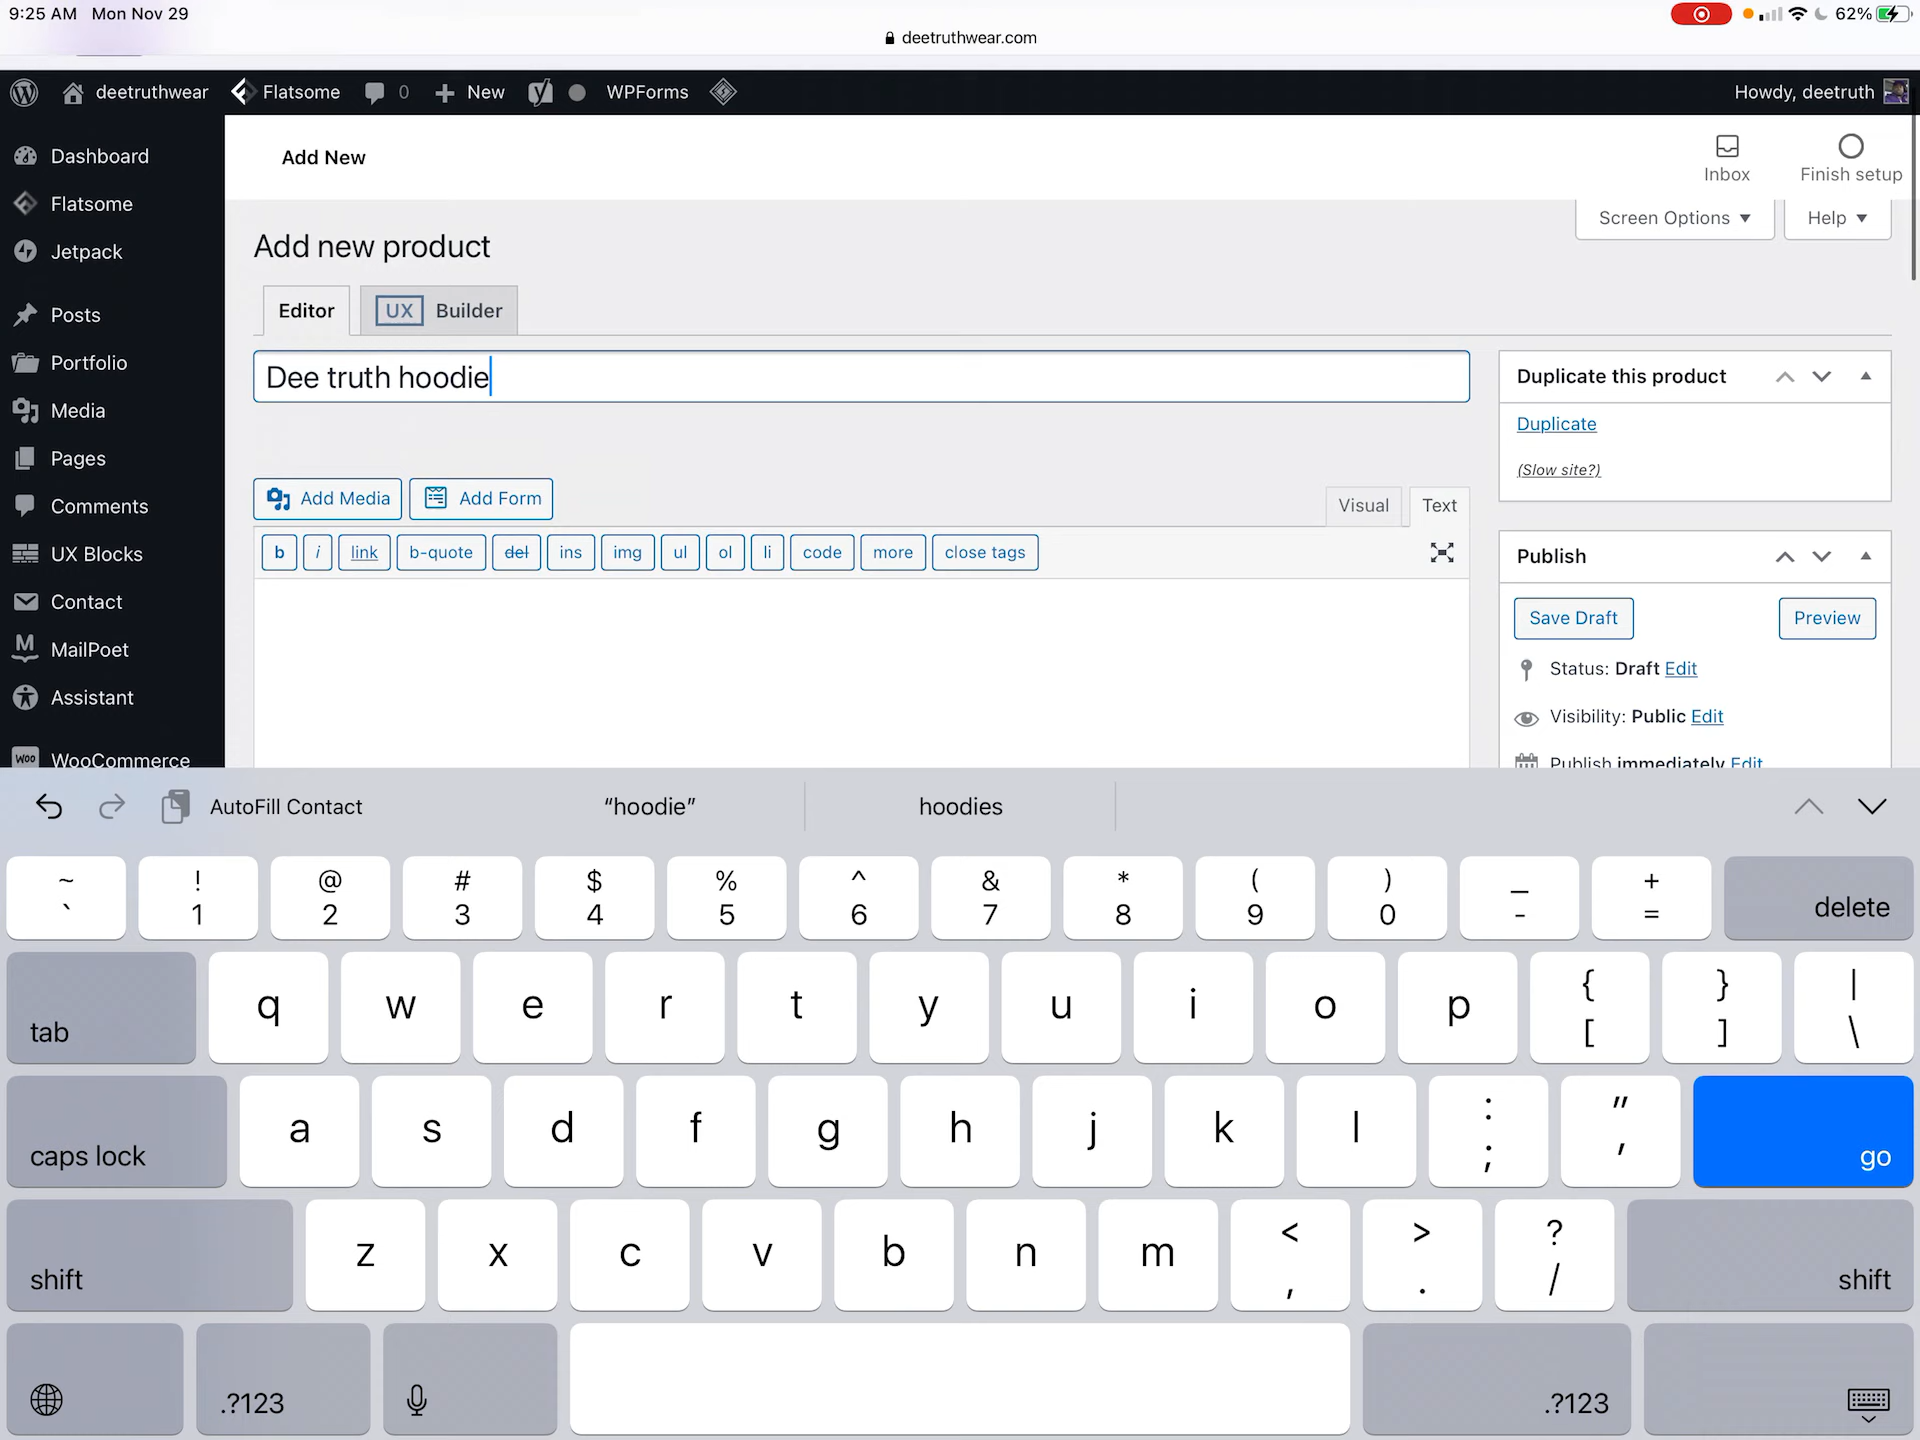 9:25 AM Mon Nov 29
62%
deetruthwear.com
deetruthwear
Flatsome
0
New
WPForms
Howdy, deetruth
Dashboard
Flatsome
Jetpack
Posts
Portfolio
Media
Pages
Comments
UX Blocks
Contact
M MailPoet
Assistant
Woo WooCommerce
Add New
Inbox
Finish setup
Screen Options ▼
Help ▼
Add new product
Editor
UX Builder
Dee truth hoodie
Add Media
Add Form
Visual
Text
b i link b-quote del ins img ul ol li code more close tags
Duplicate this product
Duplicate
(Slow site?)
Publish
Save Draft
Preview
Status: Draft Edit
Visibility: Public Edit
Publish immediately Edit
AutoFill Contact
“hoodie”
hoodies
~ ! @ # $ % ^ & * ( ) _ +
` 1 2 3 4 5 6 7 8 9 0 - = delete
tab q w e r t y u i o p { [ } ] | \
caps lock a s d f g h j k l : ; " ' go
shift z x c v b n m < , > . ? / shift
.?123 .?123